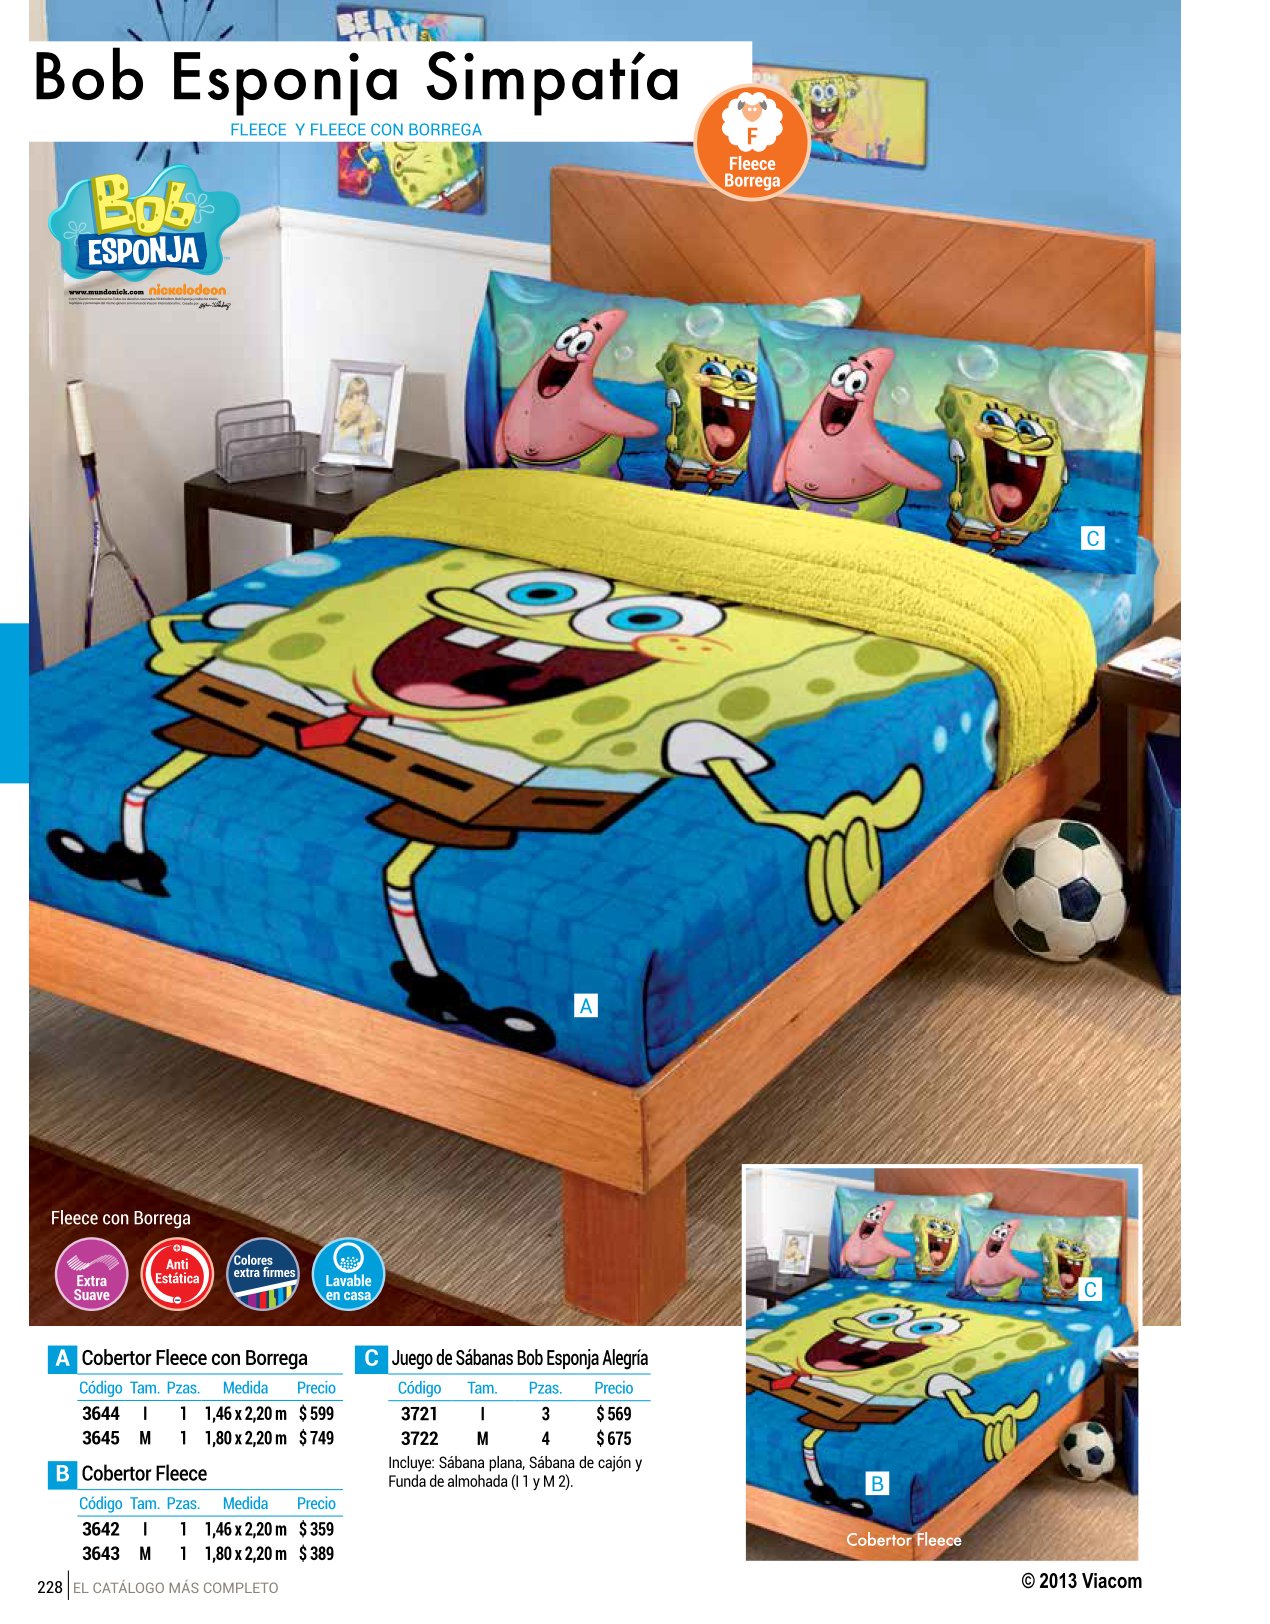 BE A
JOLLY
Bob Esponja Simpatía
FLEECE Y FLEECE CON BORREGA
F
Fleece
Borrega
Bob
ESPONJA
www.mundonick.com nickelodeon
C
A
Fleece con Borrega
Extra
Suave
Anti
Estática
Colores
extra firmes
Lavable
en casa
C
B
Cobertor Fleece
A Cobertor Fleece con Borrega
Código Tam. Pzas. Medida Precio
3644 I 1 1,46 x 2,20 m $ 599
3645 M 1 1,80 x 2,20 m $ 749
B Cobertor Fleece
Código Tam. Pzas. Medida Precio
3642 I 1 1,46 x 2,20 m $ 359
3643 M 1 1,80 x 2,20 m $ 389
C Juego de Sábanas Bob Esponja Alegría
Código Tam. Pzas. Precio
3721 I 3 $ 569
3722 M 4 $ 675
Incluye: Sábana plana, Sábana de cajón y
Funda de almohada (I 1 y M 2).
228 EL CATÁLOGO MÁS COMPLETO
© 2013 Viacom